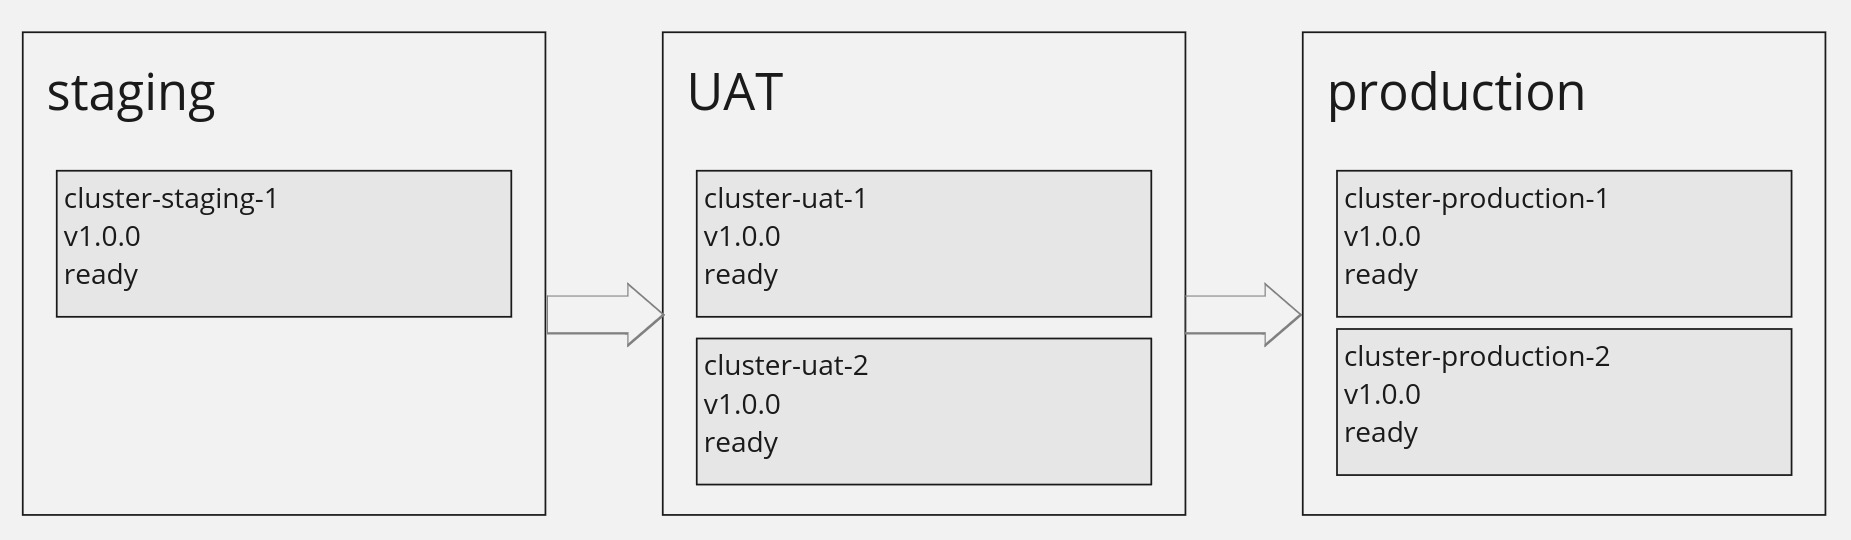 staging
cluster-staging-1
v1.0.0
ready
UAT
cluster-uat-1
v1.0.0
ready
cluster-uat-2
v1.0.0
ready
production
cluster-production-1
v1.0.0
ready
cluster-production-2
v1.0.0
ready